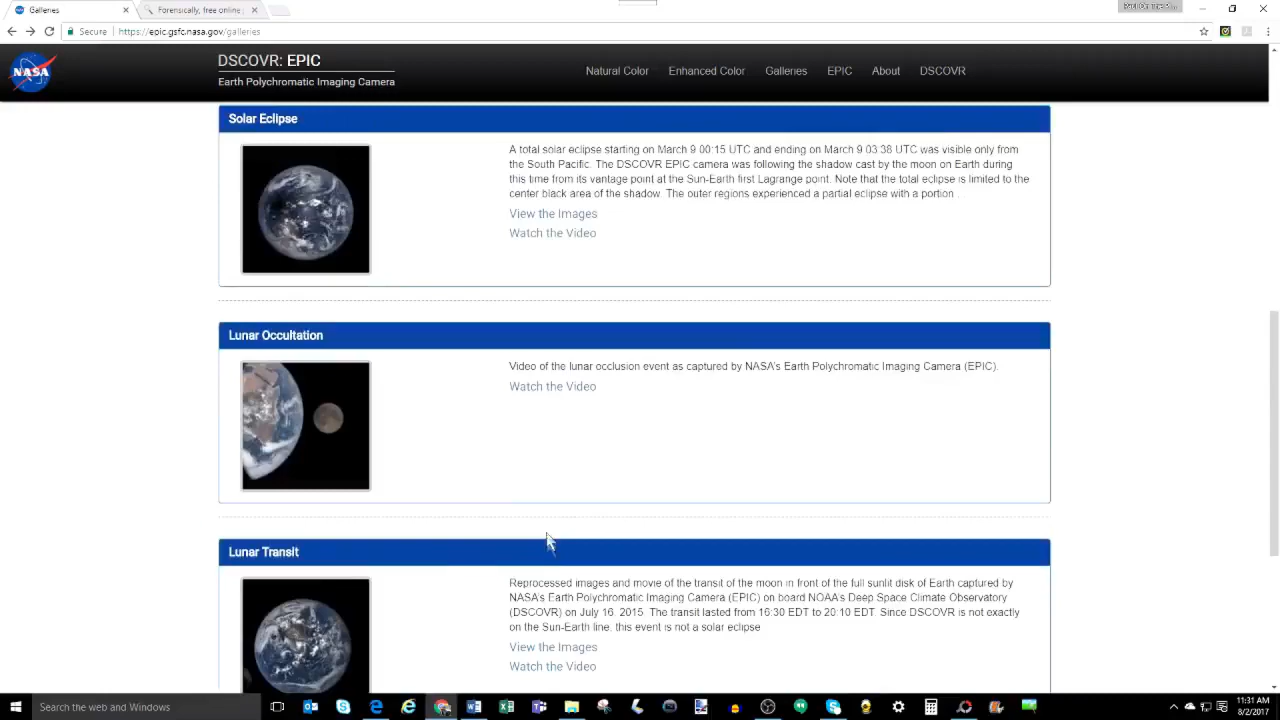 Galleries
Forensically, free online
Secure
https://epic.gsfc.nasa.gov/galleries
NASA
DSCOVR: EPIC
Earth Polychromatic Imaging Camera
Natural Color
Enhanced Color
Galleries
EPIC
About
DSCOVR
Solar Eclipse
A total solar eclipse starting on March 9 00:15 UTC and ending on March 9 03:38 UTC was visible only from
the South Pacific. The DSCOVR EPIC camera was following the shadow cast by the moon on Earth during
this time from its vantage point at the Sun-Earth first Lagrange point. Note that the total eclipse is limited to the
center black area of the shadow. The outer regions experienced a partial eclipse with a portion ...
View the Images
Watch the Video
Lunar Occultation
Video of the lunar occlusion event as captured by NASA's Earth Polychromatic Imaging Camera (EPIC).
Watch the Video
Lunar Transit
Reprocessed images and movie of the transit of the moon in front of the full sunlit disk of Earth captured by
NASA's Earth Polychromatic Imaging Camera (EPIC) on board NOAA's Deep Space Climate Observatory
(DSCOVR) on July 16, 2015. The transit lasted from 16:30 EDT to 20:10 EDT. Since DSCOVR is not exactly
on the Sun-Earth line, this event is not a solar eclipse
View the Images
Watch the Video
Search the web and Windows
11:31 AM
8/2/2017